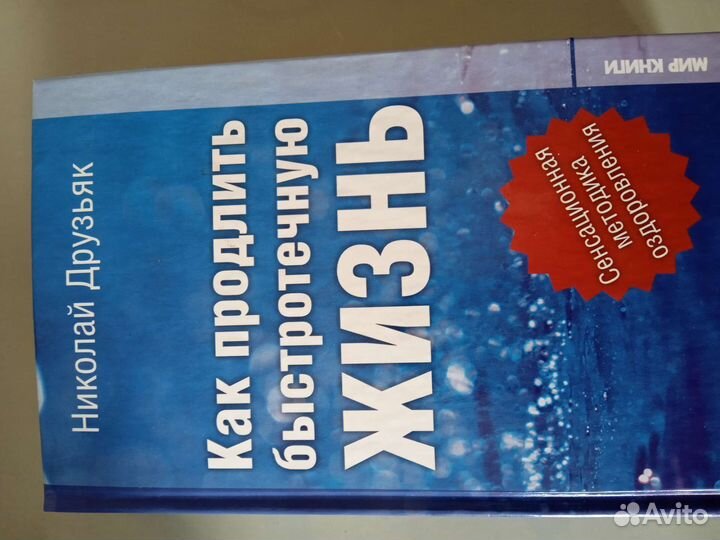 Николай Друзьяк
Как продлить
быстротечную
ЖИЗНЬ
Сенсационная
методика
оздоровления
МИР КНИГИ
Avito